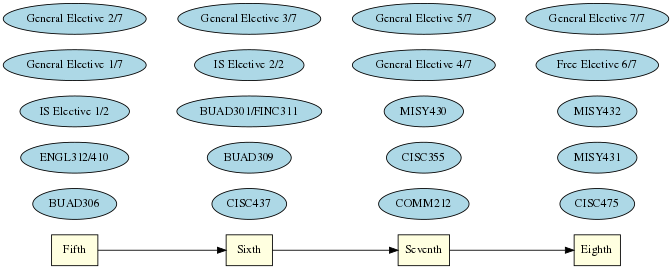 General Elective 2/7
General Elective 3/7
General Elective 5/7
General Elective 7/7
General Elective 1/7
IS Elective 2/2
General Elective 4/7
Free Elective 6/7
IS Elective 1/2
BUAD301/FINC311
MISY430
MISY432
ENGL312/410
BUAD309
CISC355
MISY431
BUAD306
CISC437
COMM212
CISC475
Fifth
Sixth
Seventh
Eighth